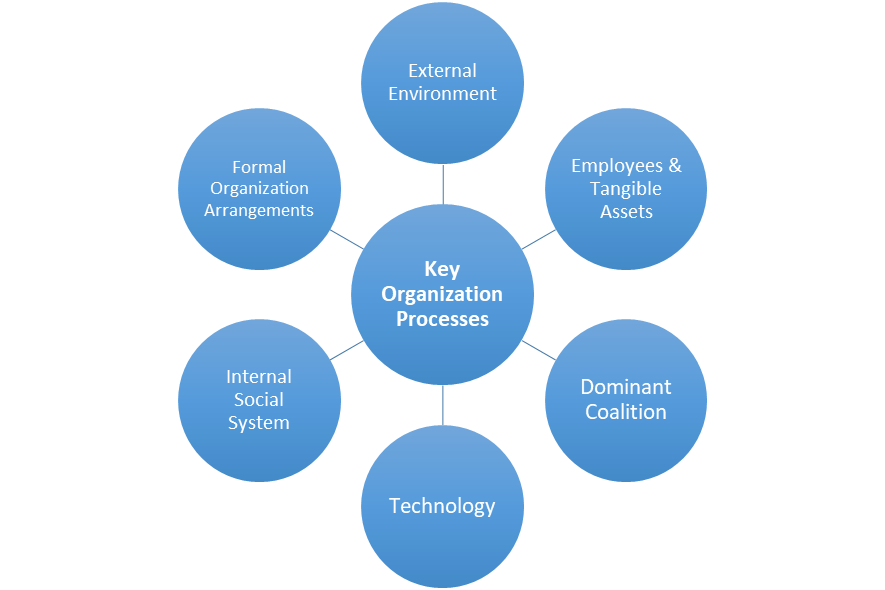 External
Environment
Employees &
Tangible
Assets
Dominant
Coalition
Technology
Internal
Social
System
Formal
Organization
Arrangements
Key
Organization
Processes